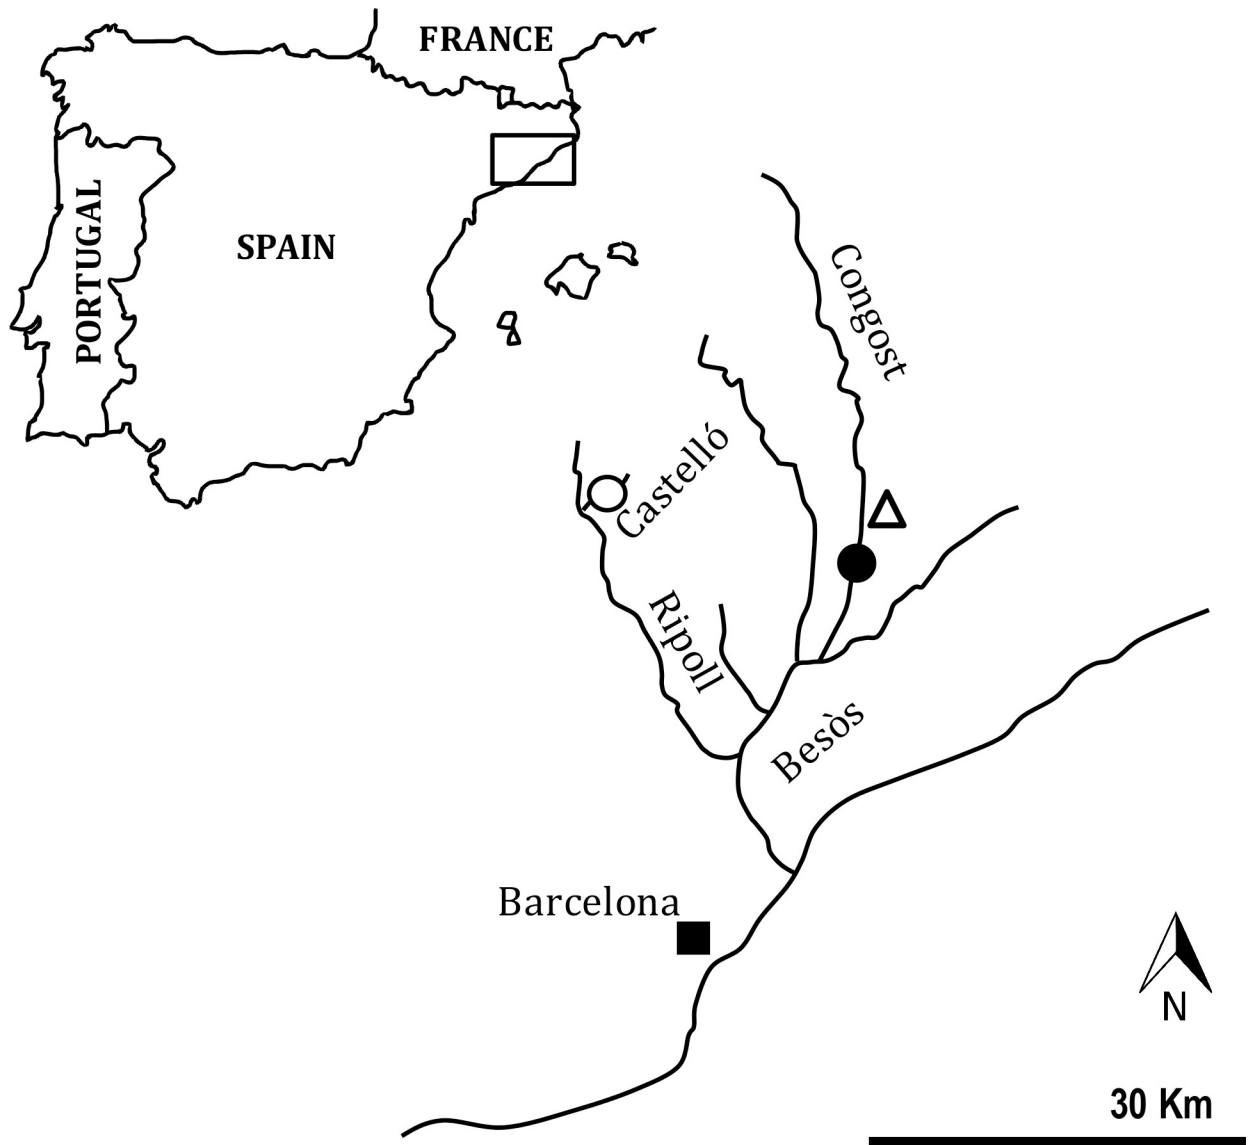 FRANCE
PORTUGAL
SPAIN
Congost
Castelló
Ripoll
Besòs
Barcelona
N
30 Km